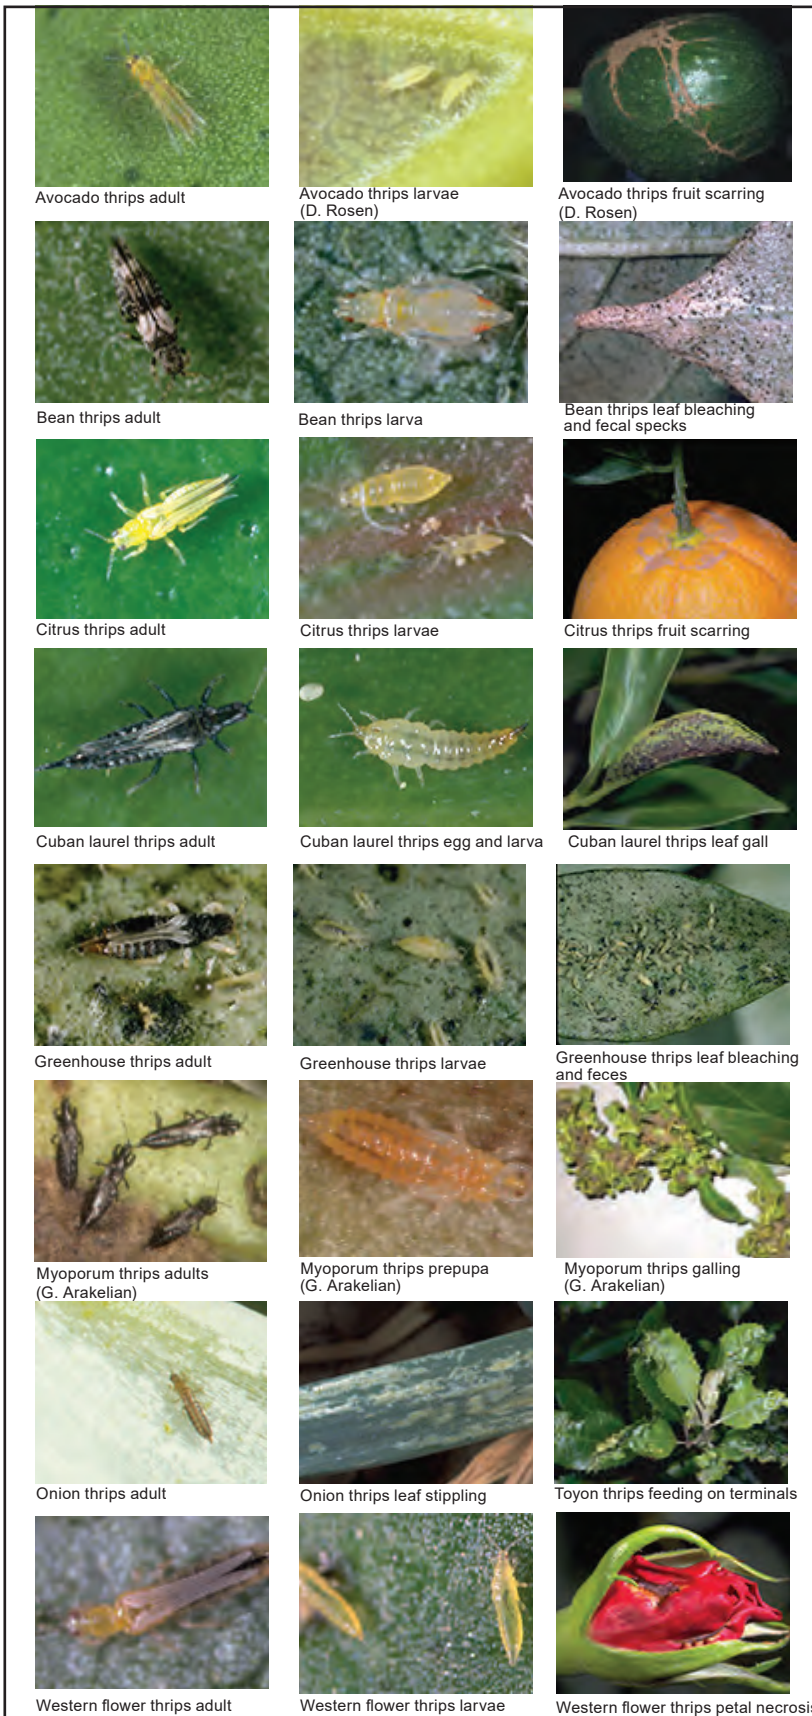 Avocado thrips adult
Avocado thrips larvae
(D. Rosen)
Avocado thrips fruit scarring
(D. Rosen)
Bean thrips adult
Bean thrips larva
Bean thrips leaf bleaching
and fecal specks
Citrus thrips adult
Citrus thrips larvae
Citrus thrips fruit scarring
Cuban laurel thrips adult
Cuban laurel thrips egg and larva
Cuban laurel thrips leaf gall
Greenhouse thrips adult
Greenhouse thrips larvae
Greenhouse thrips leaf bleaching
and feces
Myoporum thrips adults
(G. Arakelian)
Myoporum thrips prepupa
(G. Arakelian)
Myoporum thrips galling
(G. Arakelian)
Onion thrips adult
Onion thrips leaf stippling
Toyon thrips feeding on terminals
Western flower thrips adult
Western flower thrips larvae
Western flower thrips petal necrosis